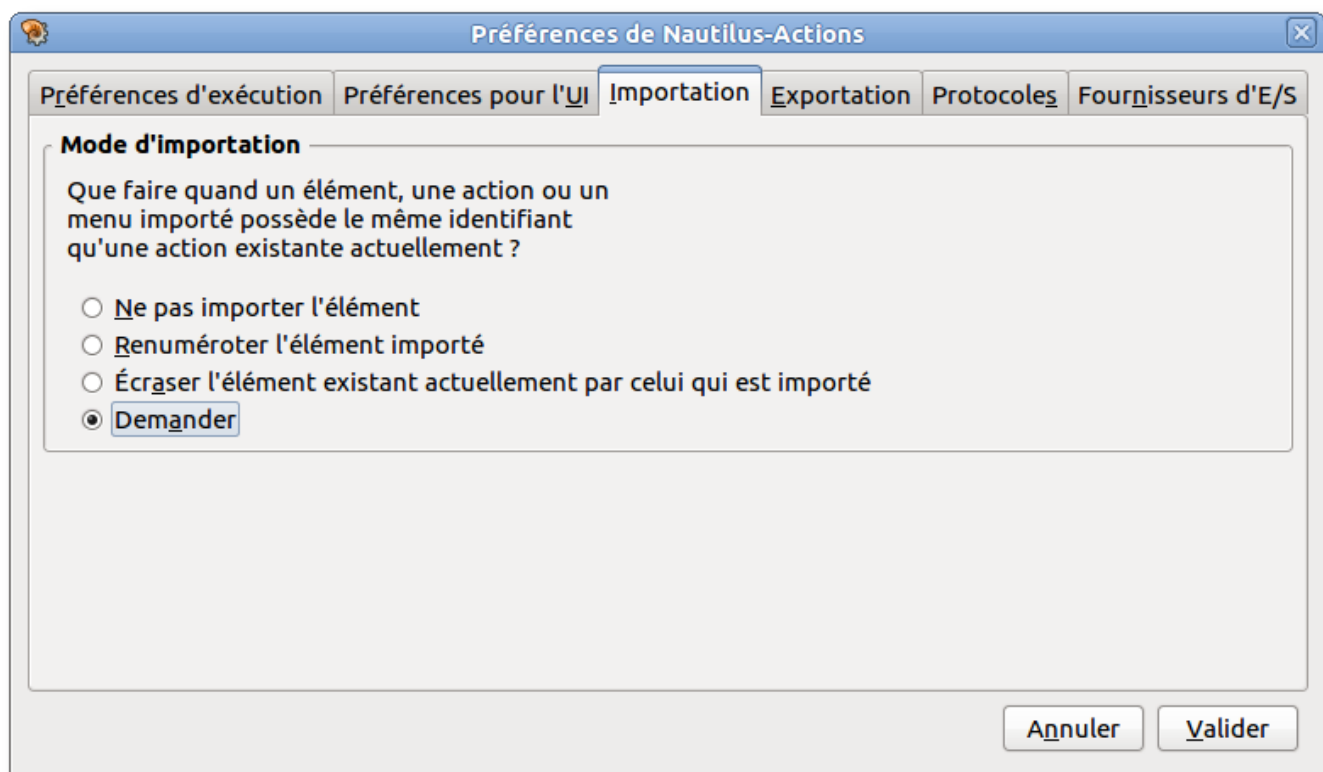 Préférences de Nautilus-Actions
Préférences d'exécution Préférences pour l'UI Importation Exportation Protocoles Fournisseurs d'E/S
Mode d'importation
Que faire quand un élément, une action ou un
menu importé possède le même identifiant
qu'une action existante actuellement ?
Ne pas importer l'élément
Renuméroter l'élément importé
Écraser l'élément existant actuellement par celui qui est importé
Demander
Annuler Valider